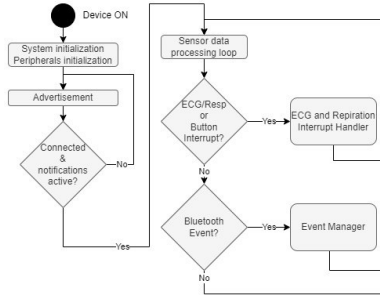 Device ON
System initialization
Peripherals initialization
Advertisement
Connected
&
notifications
active?
No
Yes
Sensor data
processing loop
ECG/Resp
or
Button
Interrupt?
Yes
ECG and Repiration
Interrupt Handler
No
Bluetooth
Event?
Yes
Event Manager
No